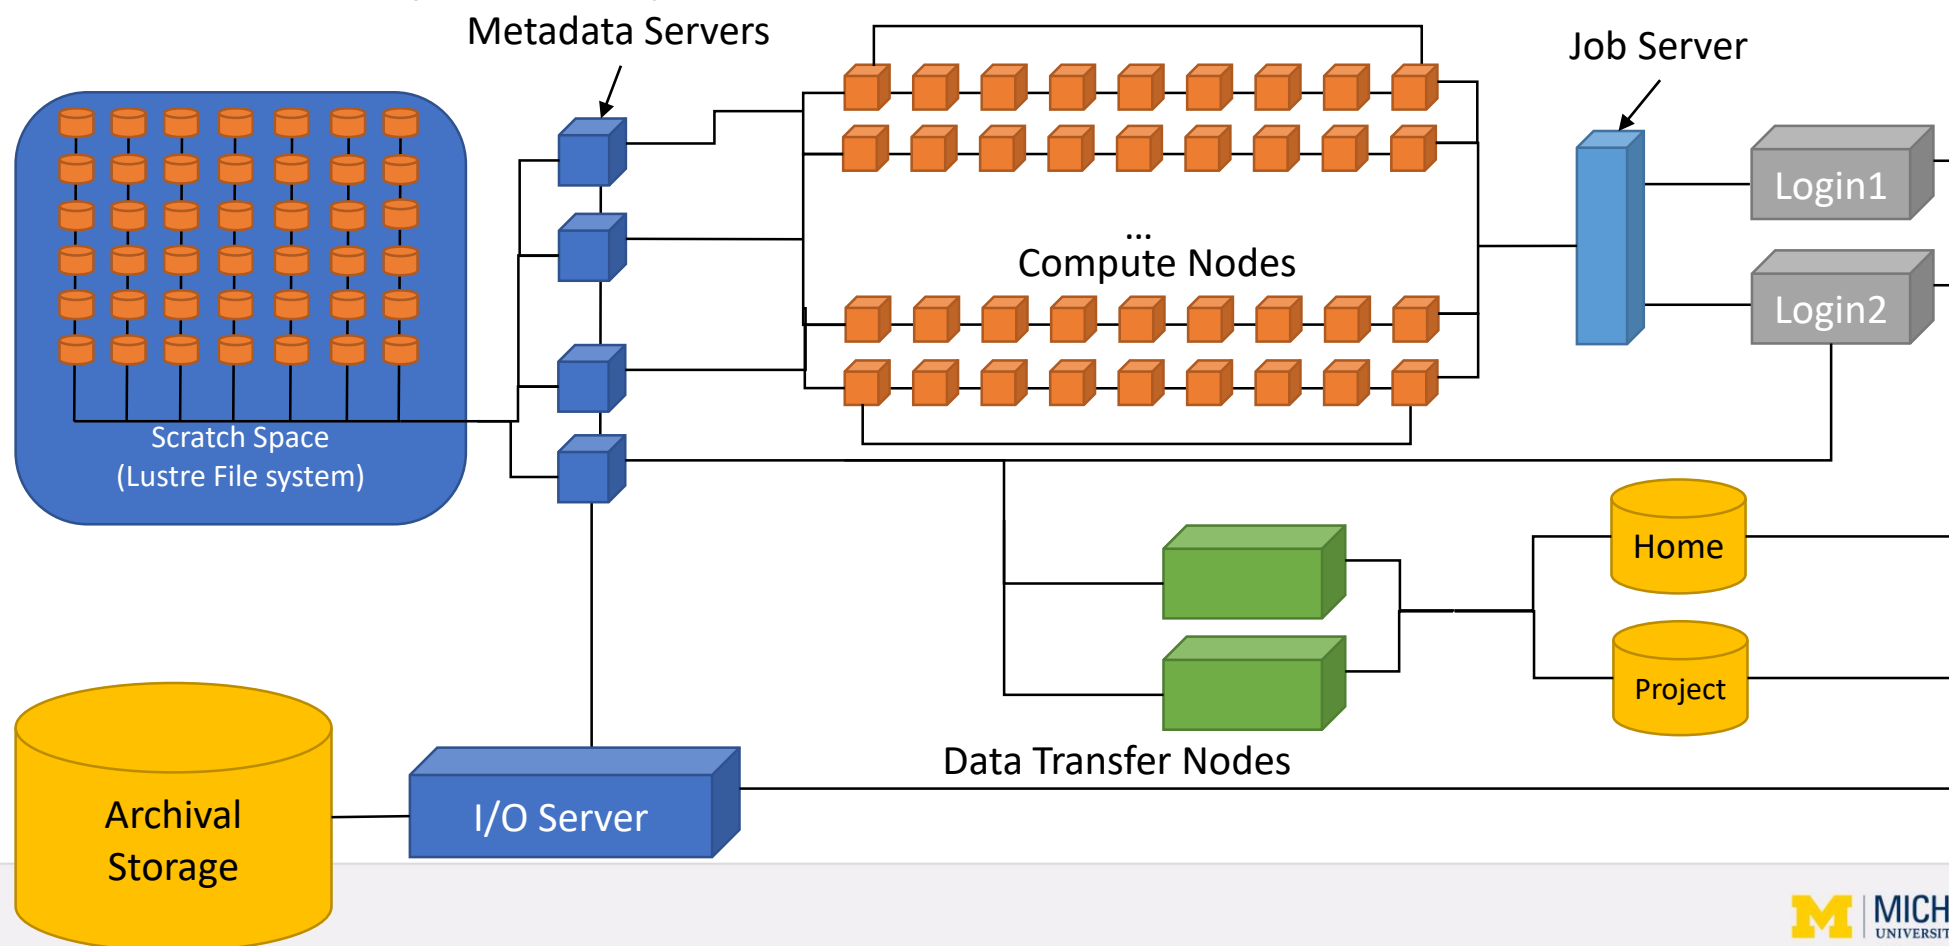 Metadata Servers
Job Server
Login1
...
Compute Nodes
Login2
Scratch Space
(Lustre File system)
Home
Project
Data Transfer Nodes
Archival
Storage
I/O Server
M
MICH
UNIVERSIT